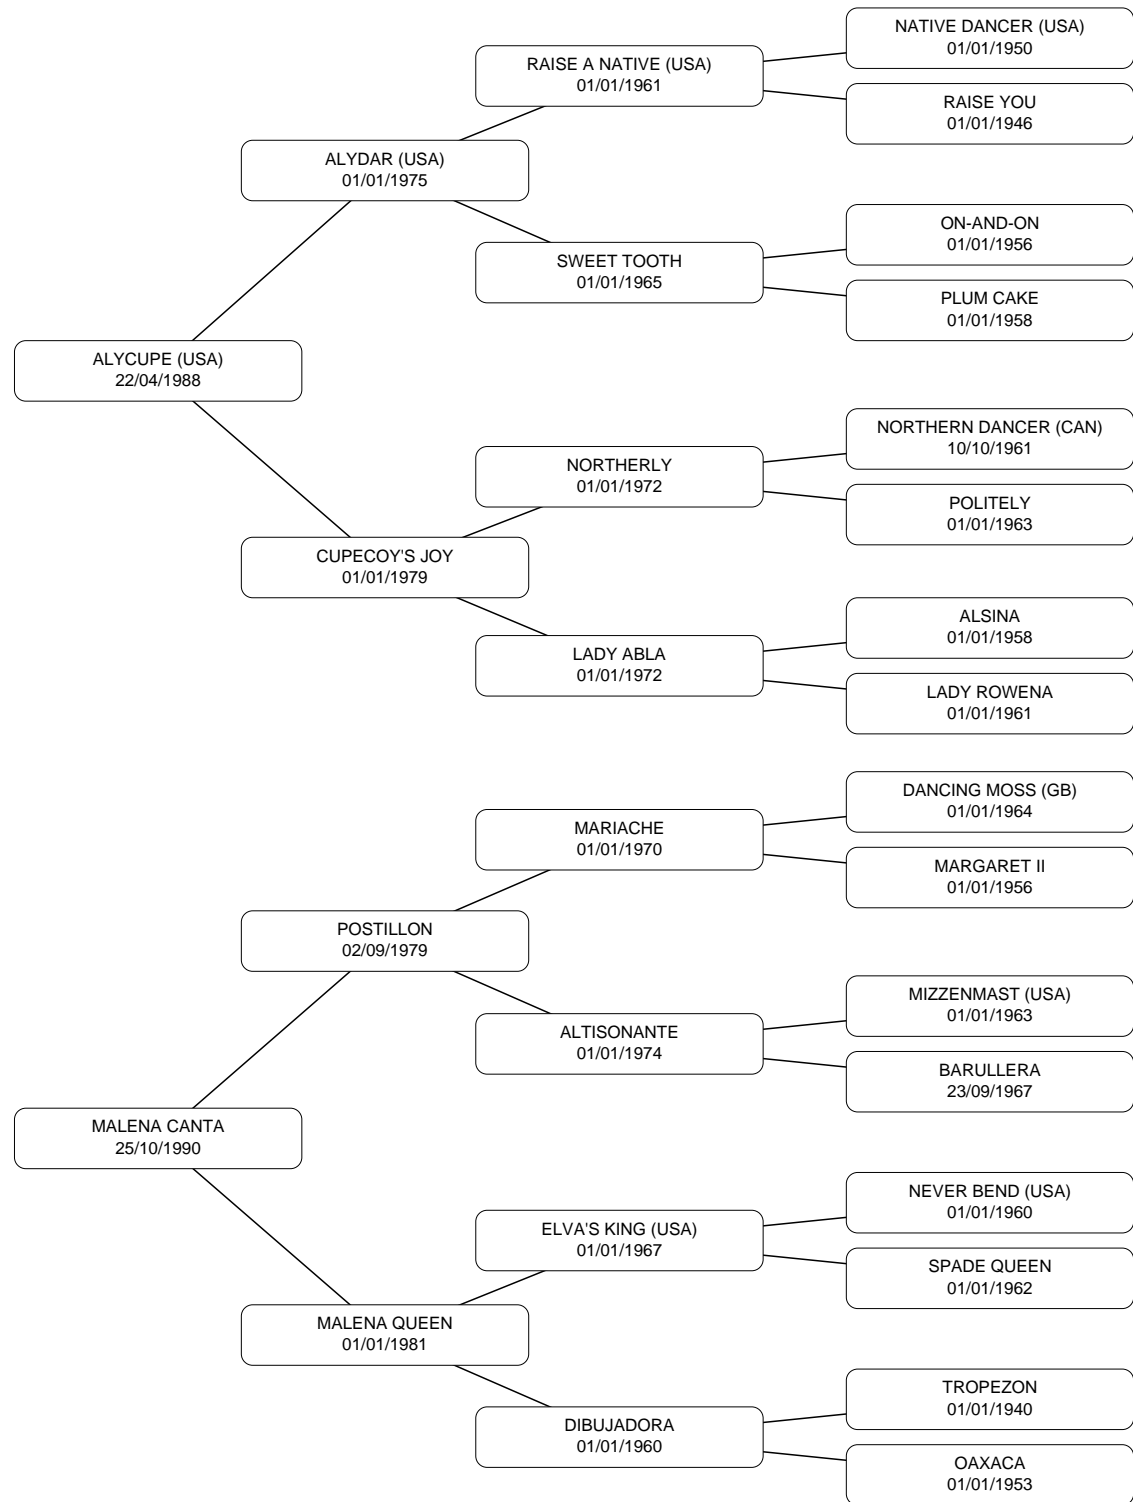 NATIVE DANCER (USA)
01/01/1950
RAISE A NATIVE (USA)
01/01/1961
RAISE YOU
01/01/1946
ALYDAR (USA)
01/01/1975
ON-AND-ON
01/01/1956
SWEET TOOTH
01/01/1965
PLUM CAKE
01/01/1958
ALYCUPE (USA)
22/04/1988
NORTHERN DANCER (CAN)
10/10/1961
NORTHERLY
01/01/1972
POLITELY
01/01/1963
CUPECOY'S JOY
01/01/1979
ALSINA
01/01/1958
LADY ABLA
01/01/1972
LADY ROWENA
01/01/1961
DANCING MOSS (GB)
01/01/1964
MARIACHE
01/01/1970
MARGARET II
01/01/1956
POSTILLON
02/09/1979
MIZZENMAST (USA)
01/01/1963
ALTISONANTE
01/01/1974
BARULLERA
23/09/1967
MALENA CANTA
25/10/1990
NEVER BEND (USA)
01/01/1960
ELVA'S KING (USA)
01/01/1967
SPADE QUEEN
01/01/1962
MALENA QUEEN
01/01/1981
TROPEZON
01/01/1940
DIBUJADORA
01/01/1960
OAXACA
01/01/1953